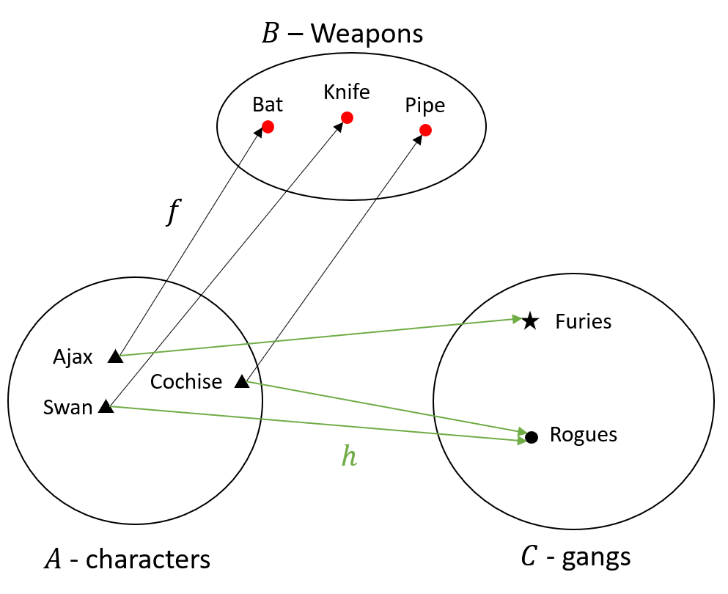 B – Weapons
Knife
Bat
Pipe
f
Furies
Ajax
Cochise
Swan
Rogues
h
A - characters
C - gangs